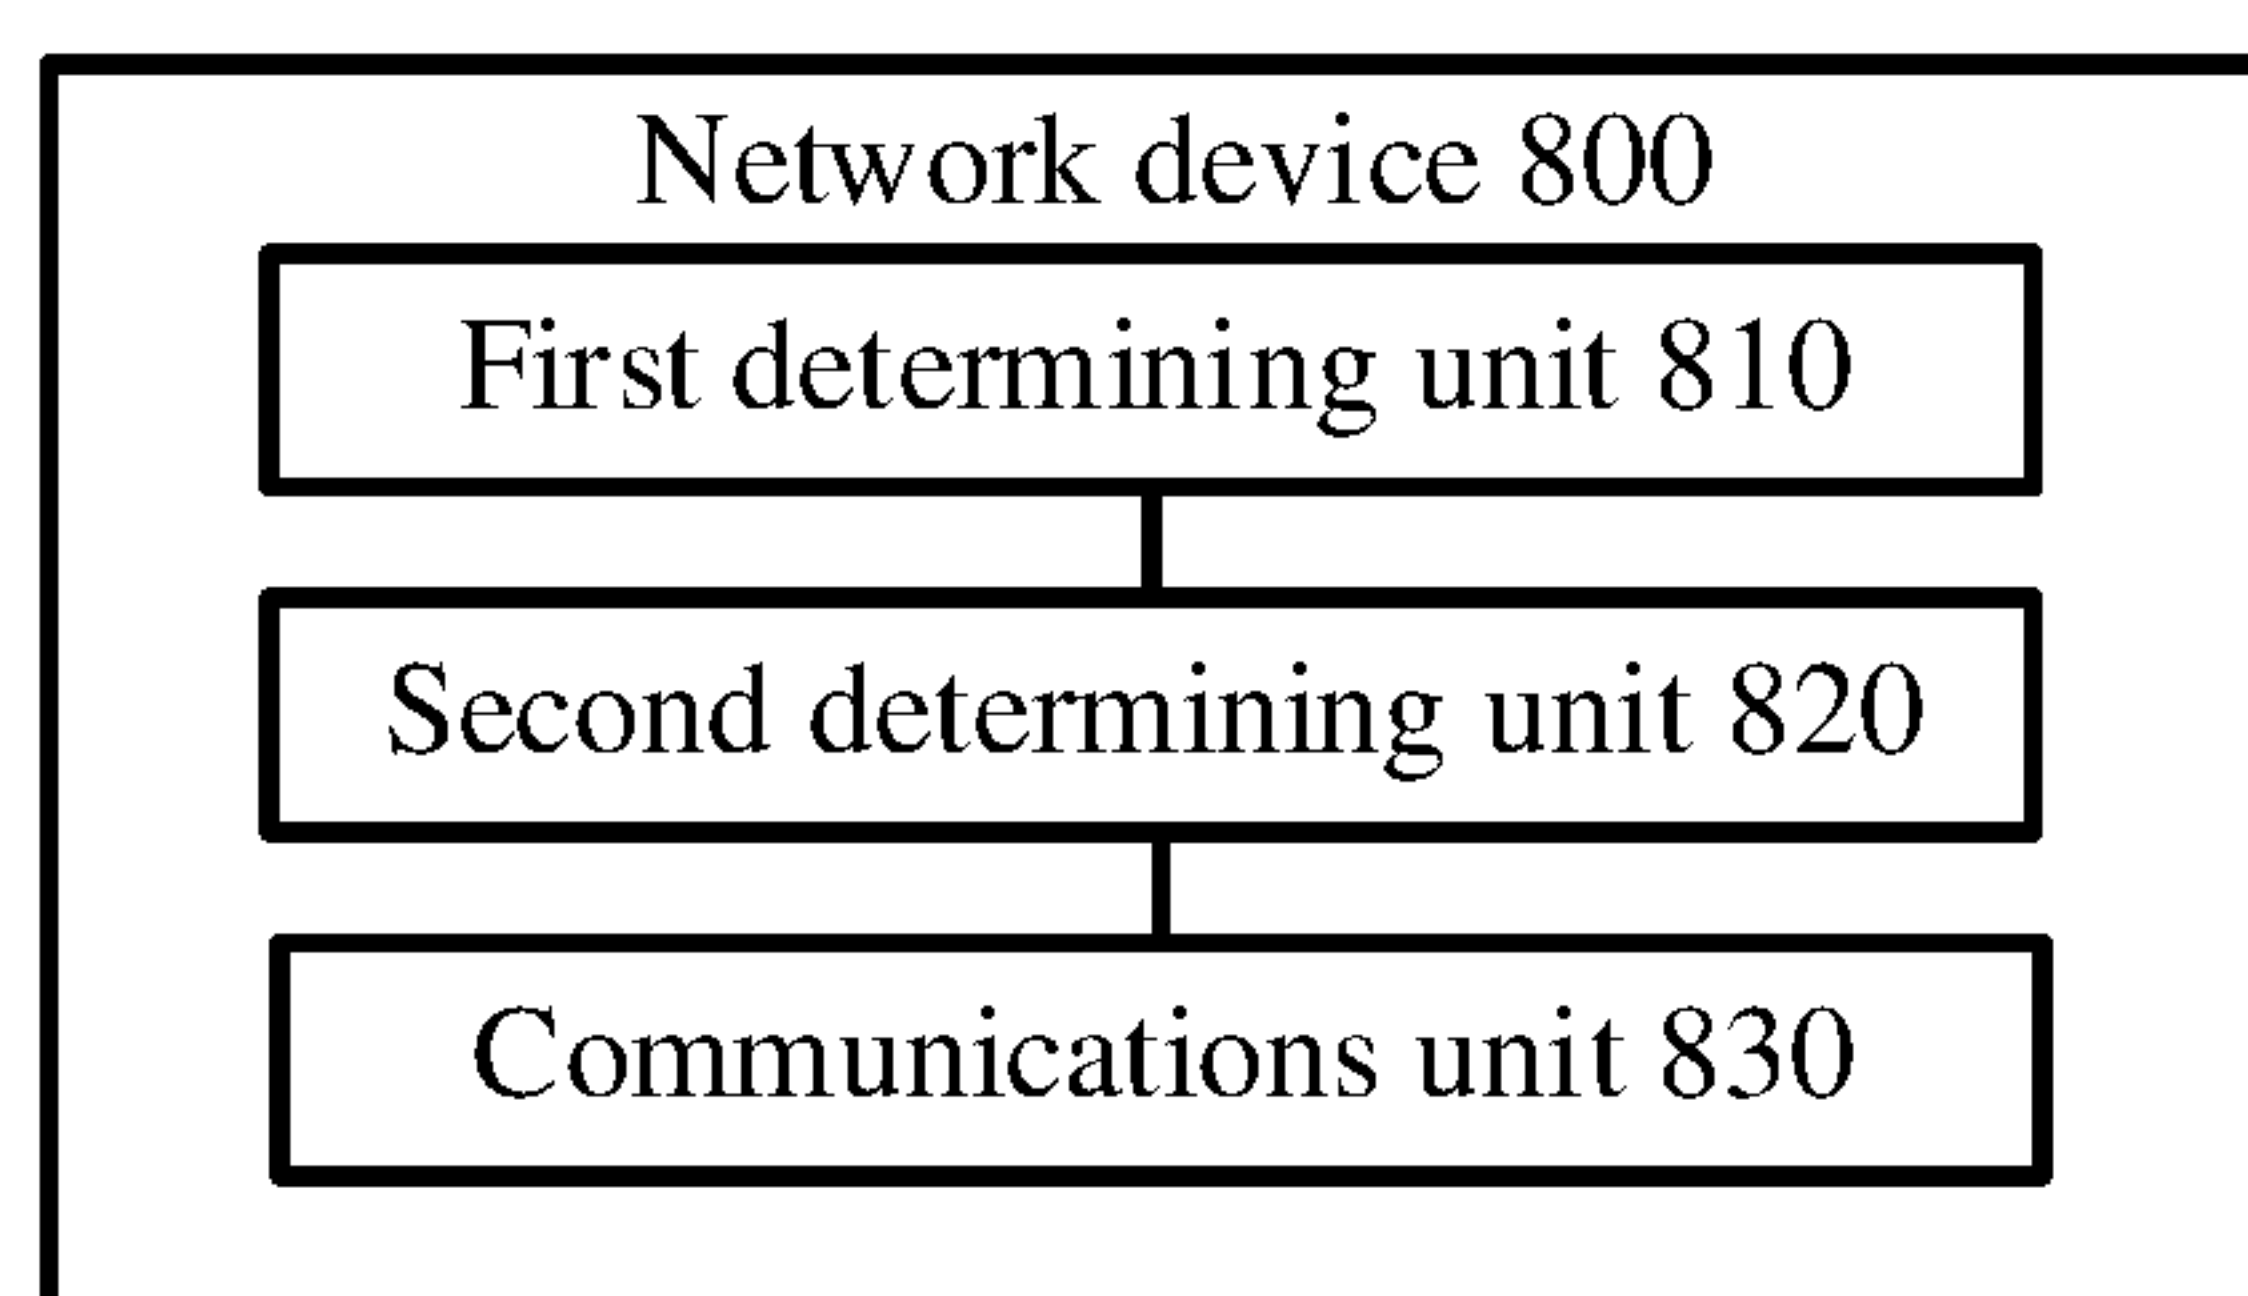 Network device 800
First determining unit 810
Second determining unit 820
Communications unit 830